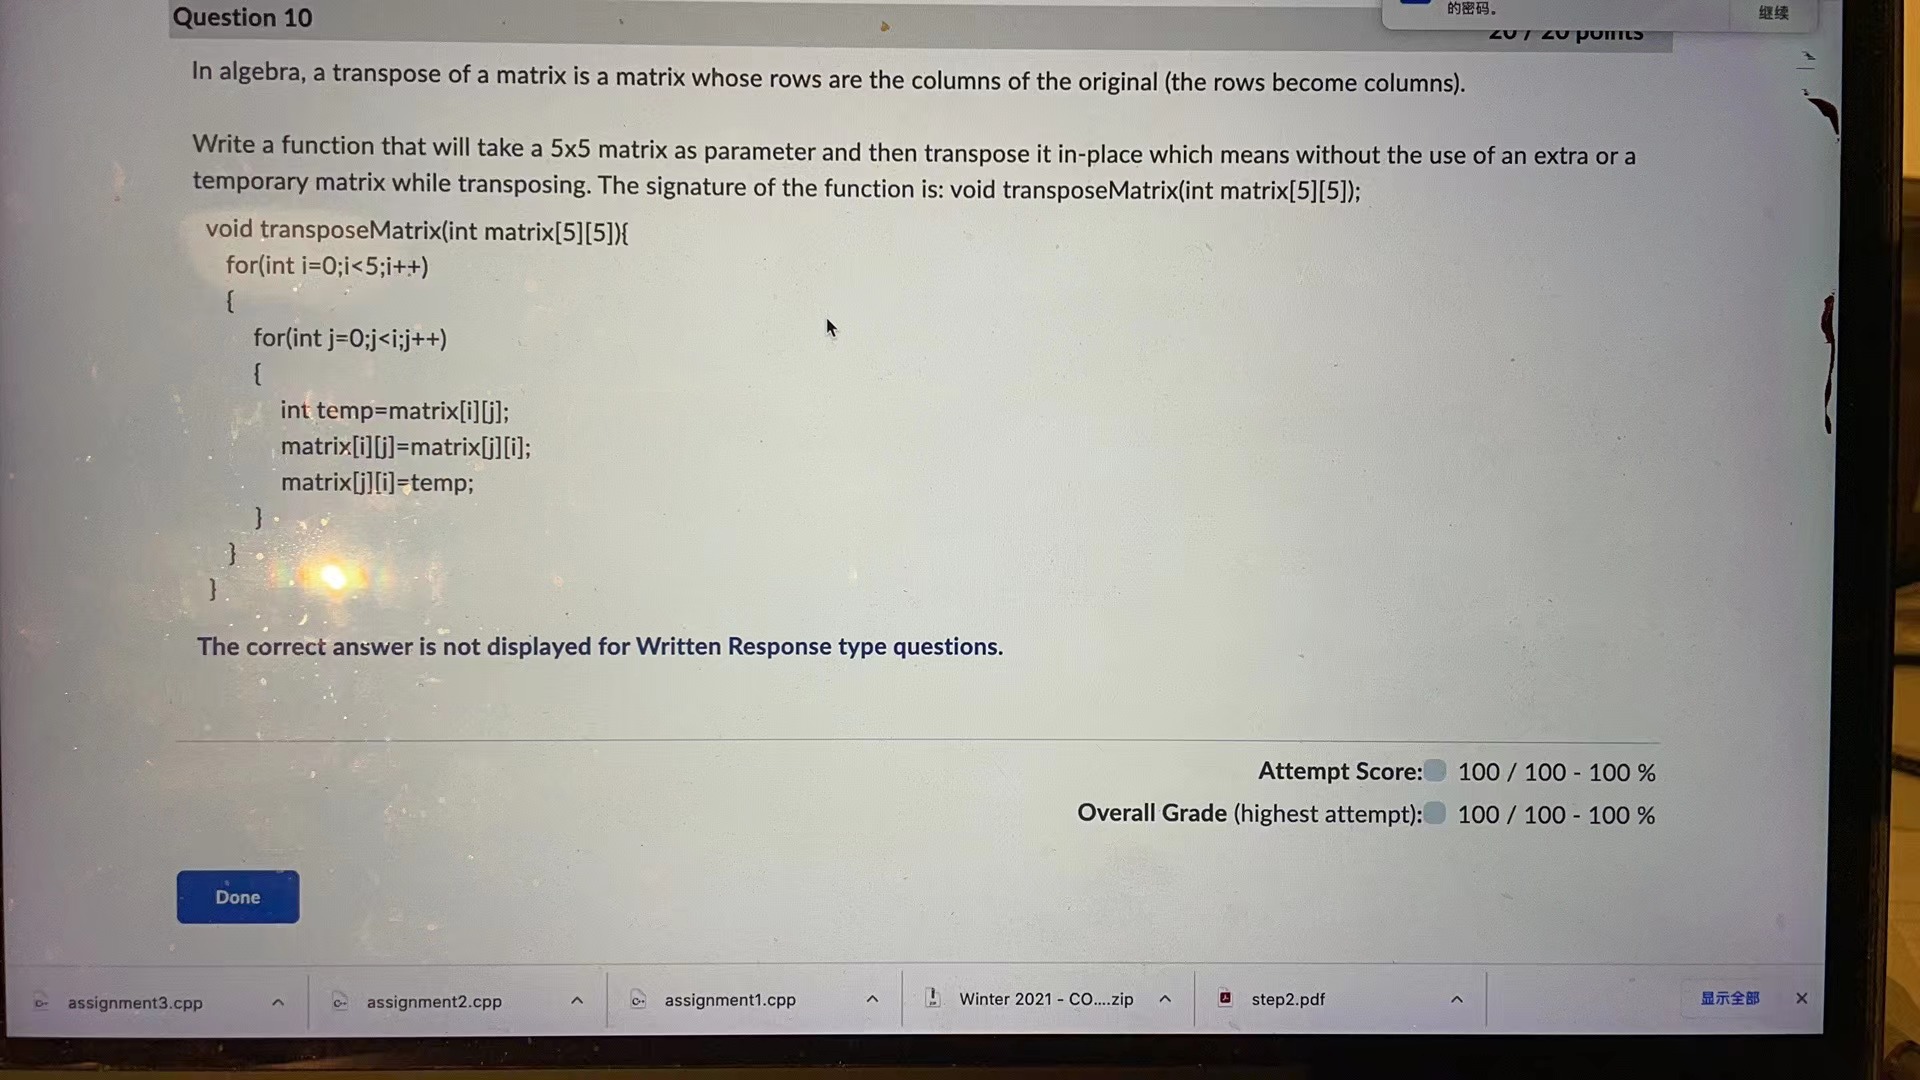 的密码。
继续
Question 10
20 / 20 points
In algebra, a transpose of a matrix is a matrix whose rows are the columns of the original (the rows become columns).
Write a function that will take a 5x5 matrix as parameter and then transpose it in-place which means without the use of an extra or a
temporary matrix while transposing. The signature of the function is: void transposeMatrix(int matrix[5][5]);
void transposeMatrix(int matrix[5][5]){
for(int i=0;i<5;i++)
{
for(int j=0;j<i;j++)
{
int temp=matrix[i][j];
matrix[i][j]=matrix[j][i];
matrix[j][i]=temp;
}
}
}
The correct answer is not displayed for Written Response type questions.
Attempt Score: 100 / 100 - 100 %
Overall Grade (highest attempt): 100 / 100 - 100 %
Done
assignment3.cpp
assignment2.cpp
assignment1.cpp
Winter 2021 - CO....zip
step2.pdf
显示全部